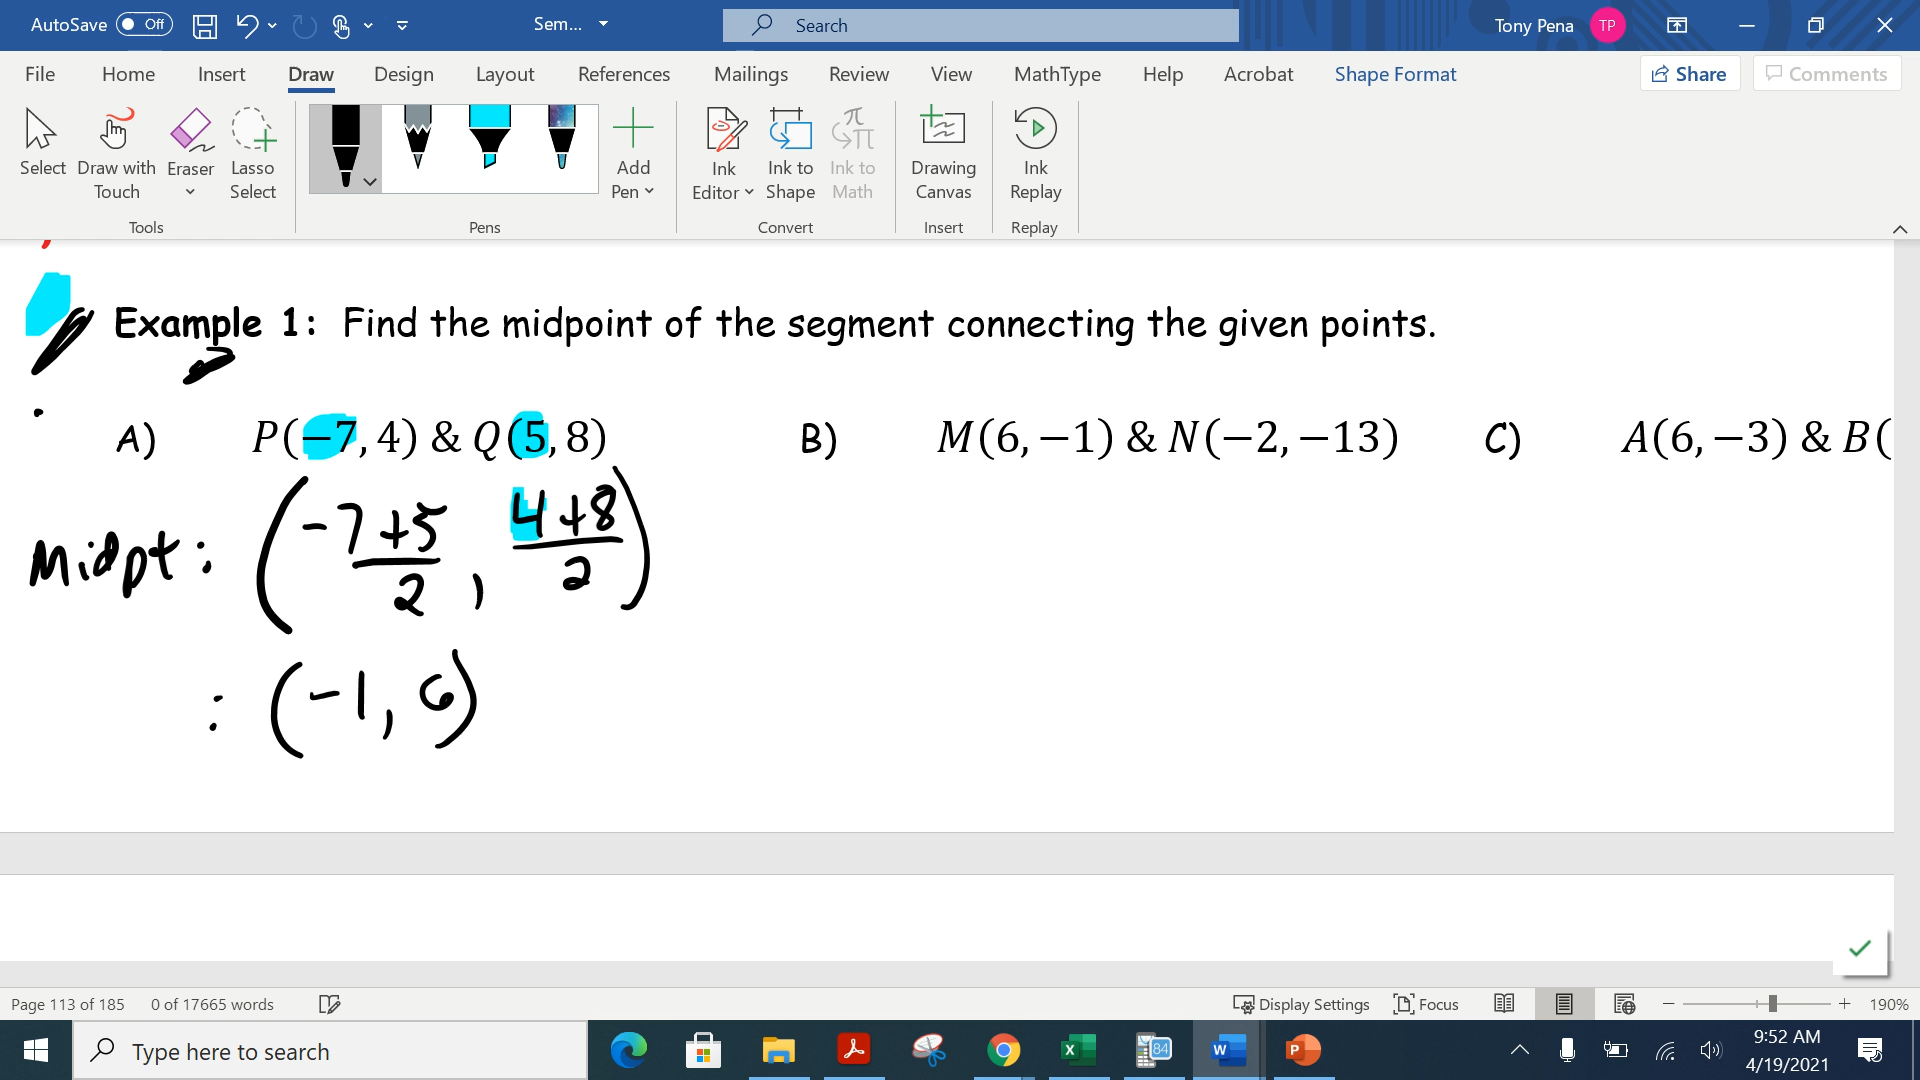 AutoSave Off Sem... Search Tony Pena TP
File Home Insert Draw Design Layout References Mailings Review View MathType Help Acrobat Shape Format Share Comments
Select Draw with Touch Eraser Lasso Select Add Pen Ink Editor Ink to Shape Ink to Math Drawing Canvas Ink Replay
Tools Pens Convert Insert Replay
Example 1: Find the midpoint of the segment connecting the given points.
A) P(−7, 4) & Q(5, 8) B) M(6, −1) & N(−2, −13) C) A(6, −3) & B(
Midpt: (-7+5/2, 4+8/2)
: (-1, 6)
Page 113 of 185 0 of 17665 words Display Settings Focus 190%
Type here to search 84 9:52 AM
4/19/2021